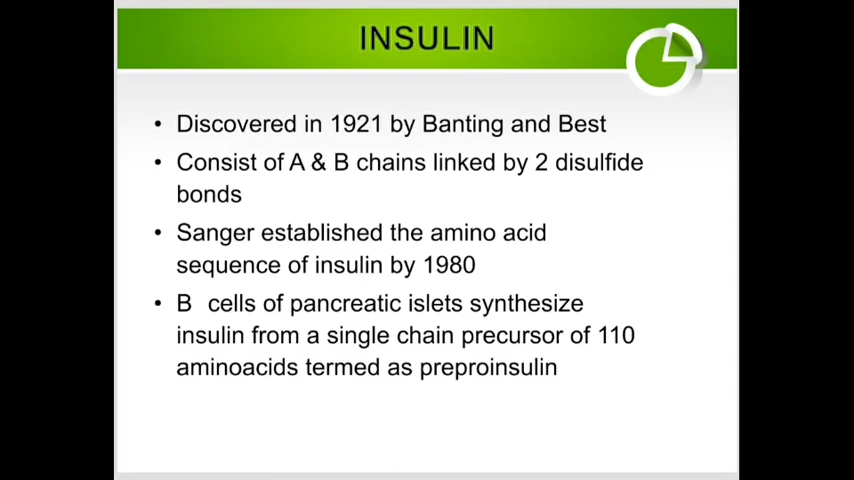 INSULIN
• Discovered in 1921 by Banting and Best
• Consist of A & B chains linked by 2 disulfide
bonds
• Sanger established the amino acid
sequence of insulin by 1980
• B cells of pancreatic islets synthesize
insulin from a single chain precursor of 110
aminoacids termed as preproinsulin